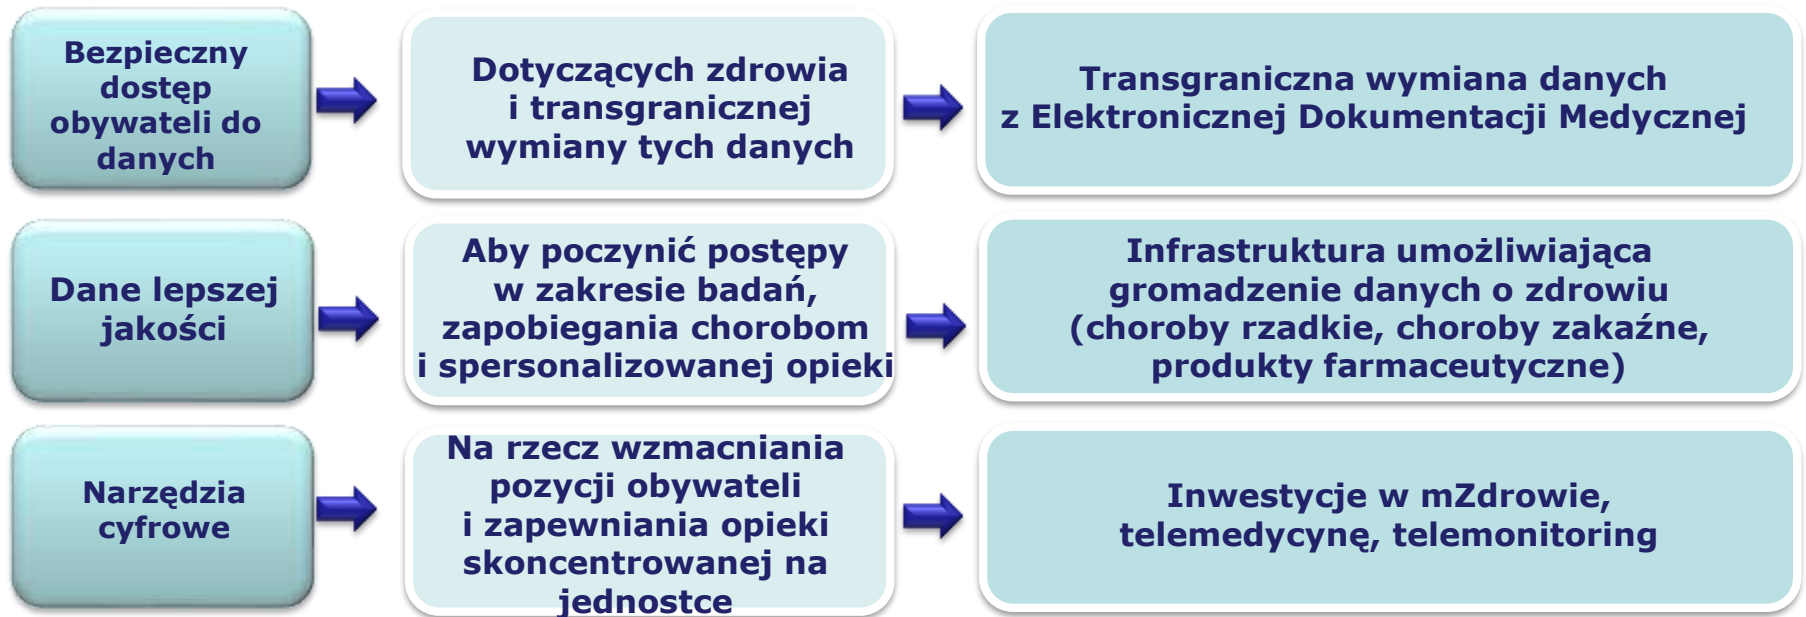 Bezpieczny
dostęp
obywateli do
danych
Dotyczących zdrowia
i transgranicznej
wymiany tych danych
Transgraniczna wymiana danych
z Elektronicznej Dokumentacji Medycznej
Dane lepszej
jakości
Aby poczynić postępy
w zakresie badań,
zapobiegania chorobom
i spersonalizowanej opieki
Infrastruktura umożliwiająca
gromadzenie danych o zdrowiu
(choroby rzadkie, choroby zakaźne,
produkty farmaceutyczne)
Narzędzia
cyfrowe
Na rzecz wzmacniania
pozycji obywateli
i zapewniania opieki
skoncentrowanej na
jednostce
Inwestycje w mZdrowie,
telemedycynę, telemonitoring